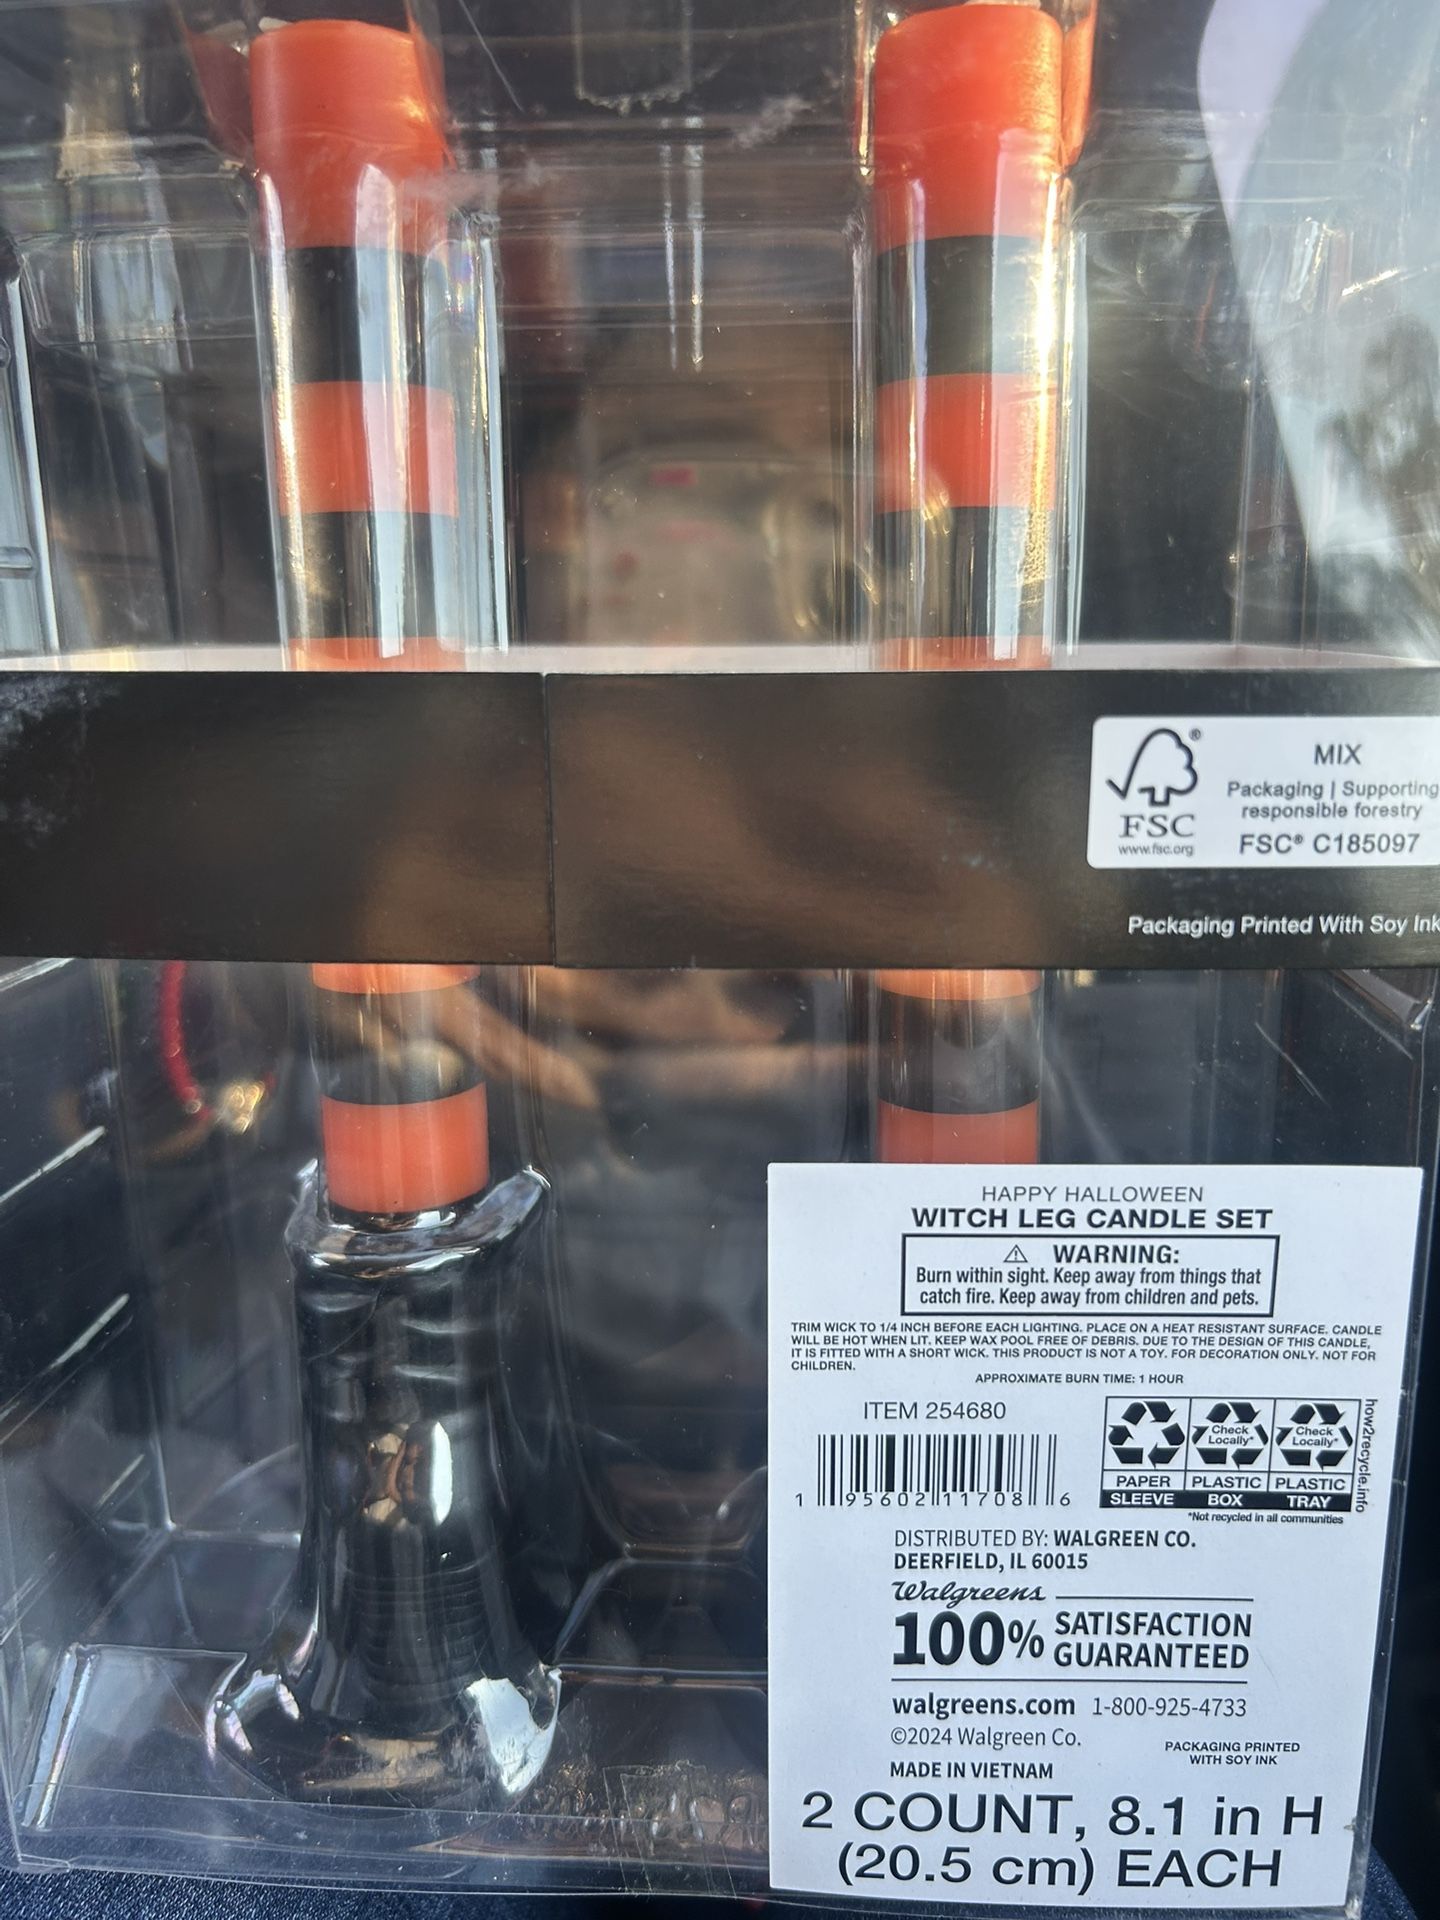 MIX
Packaging | Supporting
responsible forestry
FSC® C185097
FSC
www.fsc.org
®
Packaging Printed With Soy Ink
HAPPY HALLOWEEN
WITCH LEG CANDLE SET
⚠ WARNING:
Burn within sight. Keep away from things that
catch fire. Keep away from children and pets.
TRIM WICK TO 1/4 INCH BEFORE EACH LIGHTING. PLACE ON A HEAT RESISTANT SURFACE. CANDLE
WILL BE HOT WHEN LIT. KEEP WAX POOL FREE OF DEBRIS. DUE TO THE DESIGN OF THIS CANDLE,
IT IS FITTED WITH A SHORT WICK. THIS PRODUCT IS NOT A TOY. FOR DECORATION ONLY. NOT FOR
CHILDREN.
APPROXIMATE BURN TIME: 1 HOUR
ITEM 254680
1 95602 11708 6
Check Locally*
Check Locally*
PAPER PLASTIC PLASTIC
SLEEVE BOX TRAY
how2recycle.info
*Not recycled in all communities
DISTRIBUTED BY: WALGREEN CO.
DEERFIELD, IL 60015
Walgreens
100% SATISFACTION
GUARANTEED
walgreens.com 1-800-925-4733
©2024 Walgreen Co.
PACKAGING PRINTED
WITH SOY INK
MADE IN VIETNAM
2 COUNT, 8.1 in H
(20.5 cm) EACH